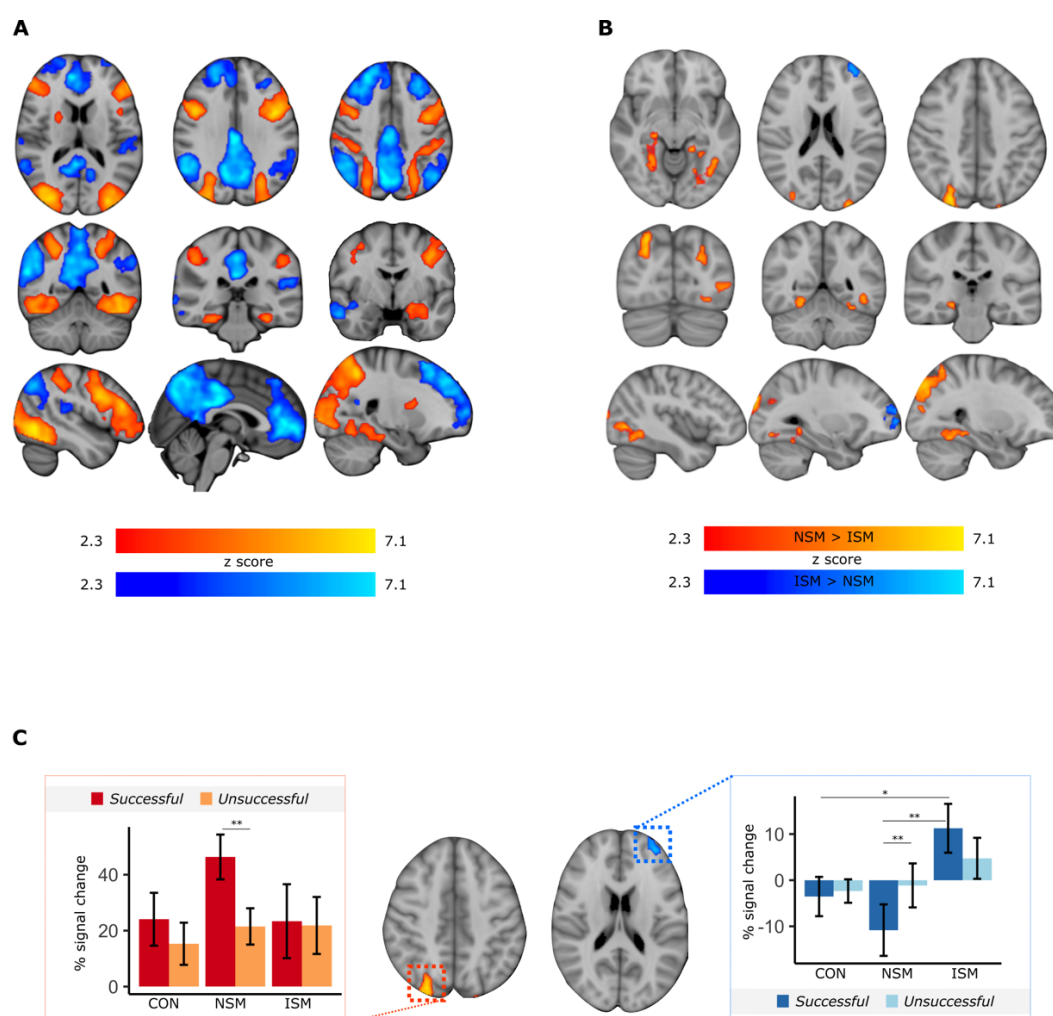 A
B
2.3 7.1
z score
2.3 7.1
2.3 NSM > ISM 7.1
z score
2.3 ISM > NSM 7.1
C
Successful Unsuccessful
**
% signal change
40
20
0
CON NSM ISM
*
**
**
% signal change
10
0
-10
CON NSM ISM
Successful Unsuccessful